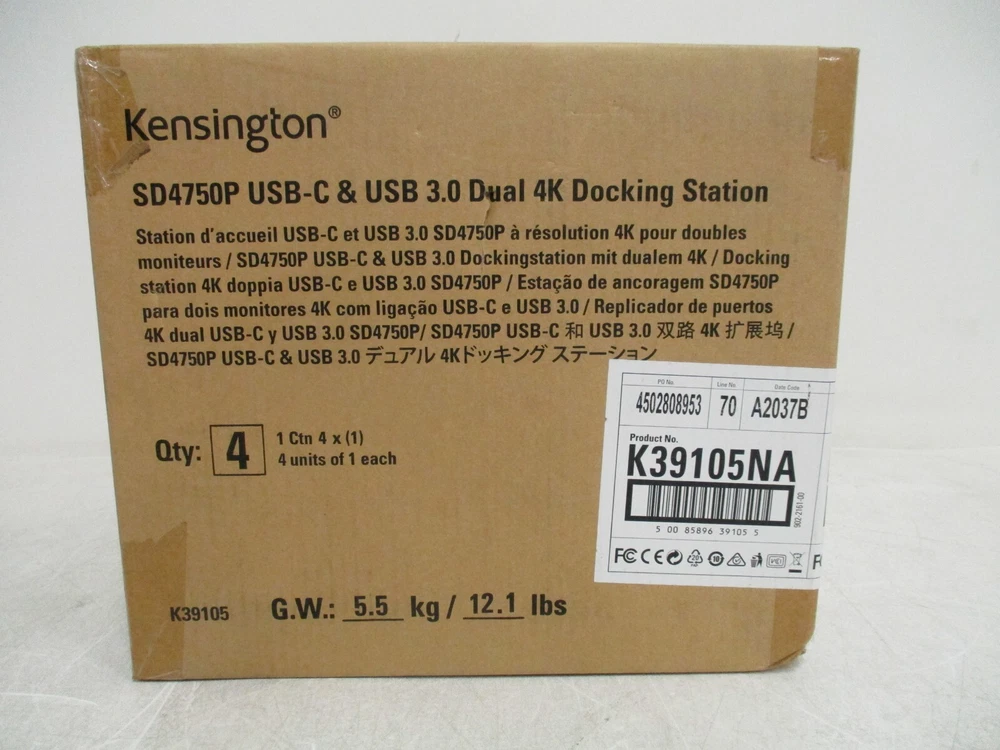 Kensington®
SD4750P USB-C & USB 3.0 Dual 4K Docking Station
Station d'accueil USB-C et USB 3.0 SD4750P à résolution 4K pour doubles
moniteurs / SD4750P USB-C & USB 3.0 Dockingstation mit dualem 4K / Docking
station 4K doppia USB-C e USB 3.0 SD4750P / Estação de ancoragem SD4750P
para dois monitores 4K com ligação USB-C e USB 3.0 / Replicador de puertos
4K dual USB-C y USB 3.0 SD4750P/ SD4750P USB-C 和 USB 3.0 双路 4K 扩展坞 /
SD4750P USB-C & USB 3.0 デュアル 4Kドッキング ステーション
PO No. Line No. Date Code
4502808953 70 A2037B
Product No.
K39105NA
5 00 85896 39105 5
902-2761-00
FC CE
Qty: 4
1 Ctn 4 x (1)
4 units of 1 each
K39105
G.W.: 5.5 kg / 12.1 lbs